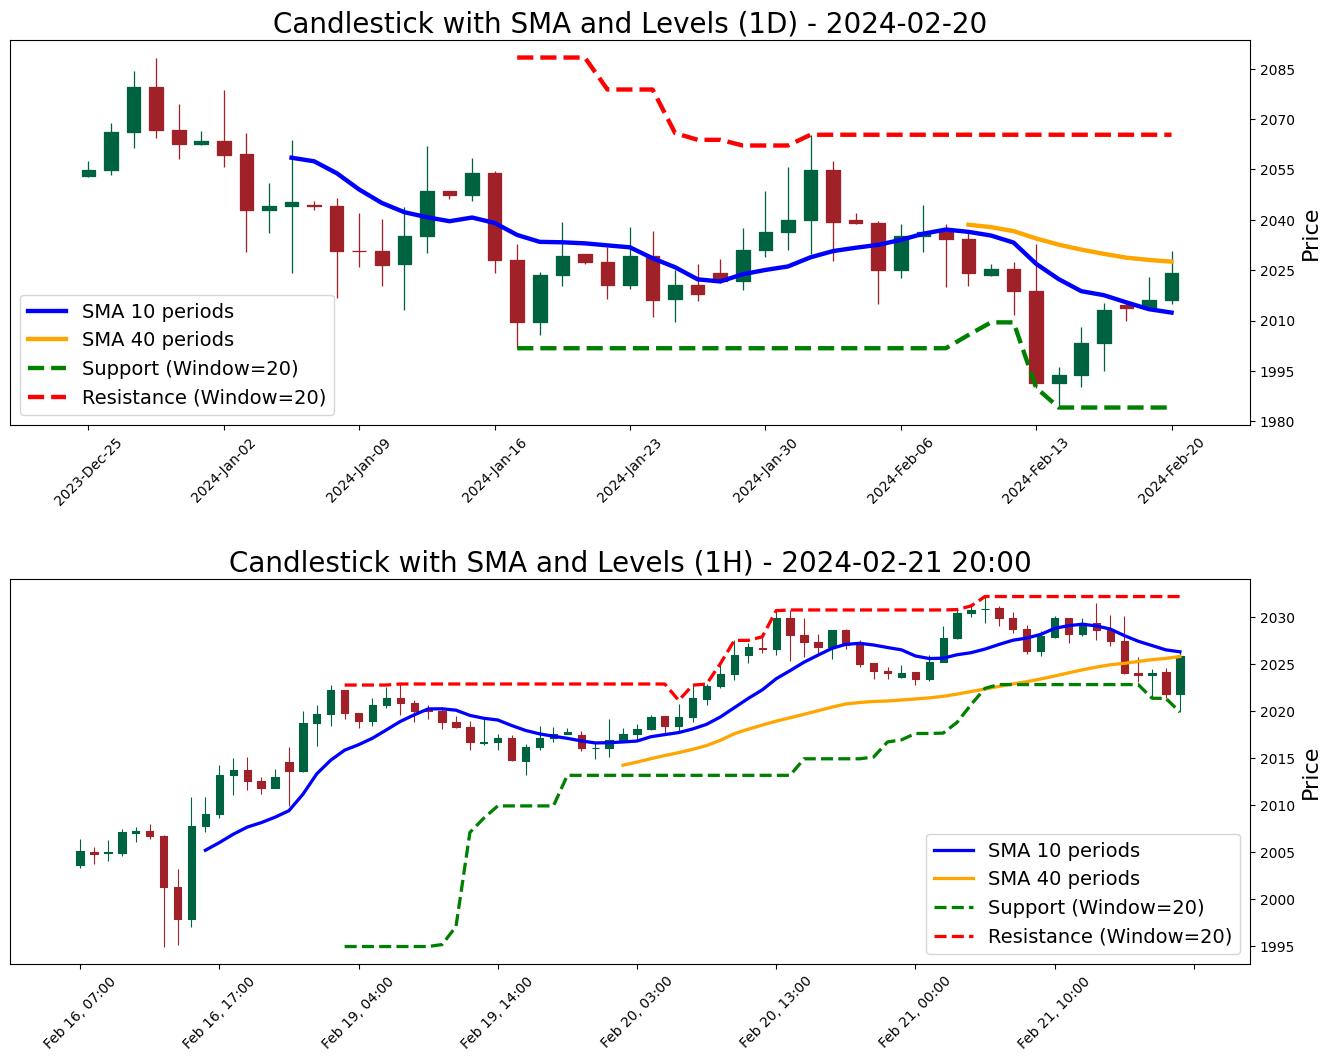 Candlestick with SMA and Levels (1D) - 2024-02-20
2085
2070
2055
2040
2025
2010
1995
1980
Price
SMA 10 periods
SMA 40 periods
Support (Window=20)
Resistance (Window=20)
2023-Dec-25
2024-Jan-02
2024-Jan-09
2024-Jan-16
2024-Jan-23
2024-Jan-30
2024-Feb-06
2024-Feb-13
2024-Feb-20
Candlestick with SMA and Levels (1H) - 2024-02-21 20:00
2030
2025
2020
2015
2010
2005
2000
1995
Price
SMA 10 periods
SMA 40 periods
Support (Window=20)
Resistance (Window=20)
Feb 16, 07:00
Feb 16, 17:00
Feb 19, 04:00
Feb 19, 14:00
Feb 20, 03:00
Feb 20, 13:00
Feb 21, 00:00
Feb 21, 10:00